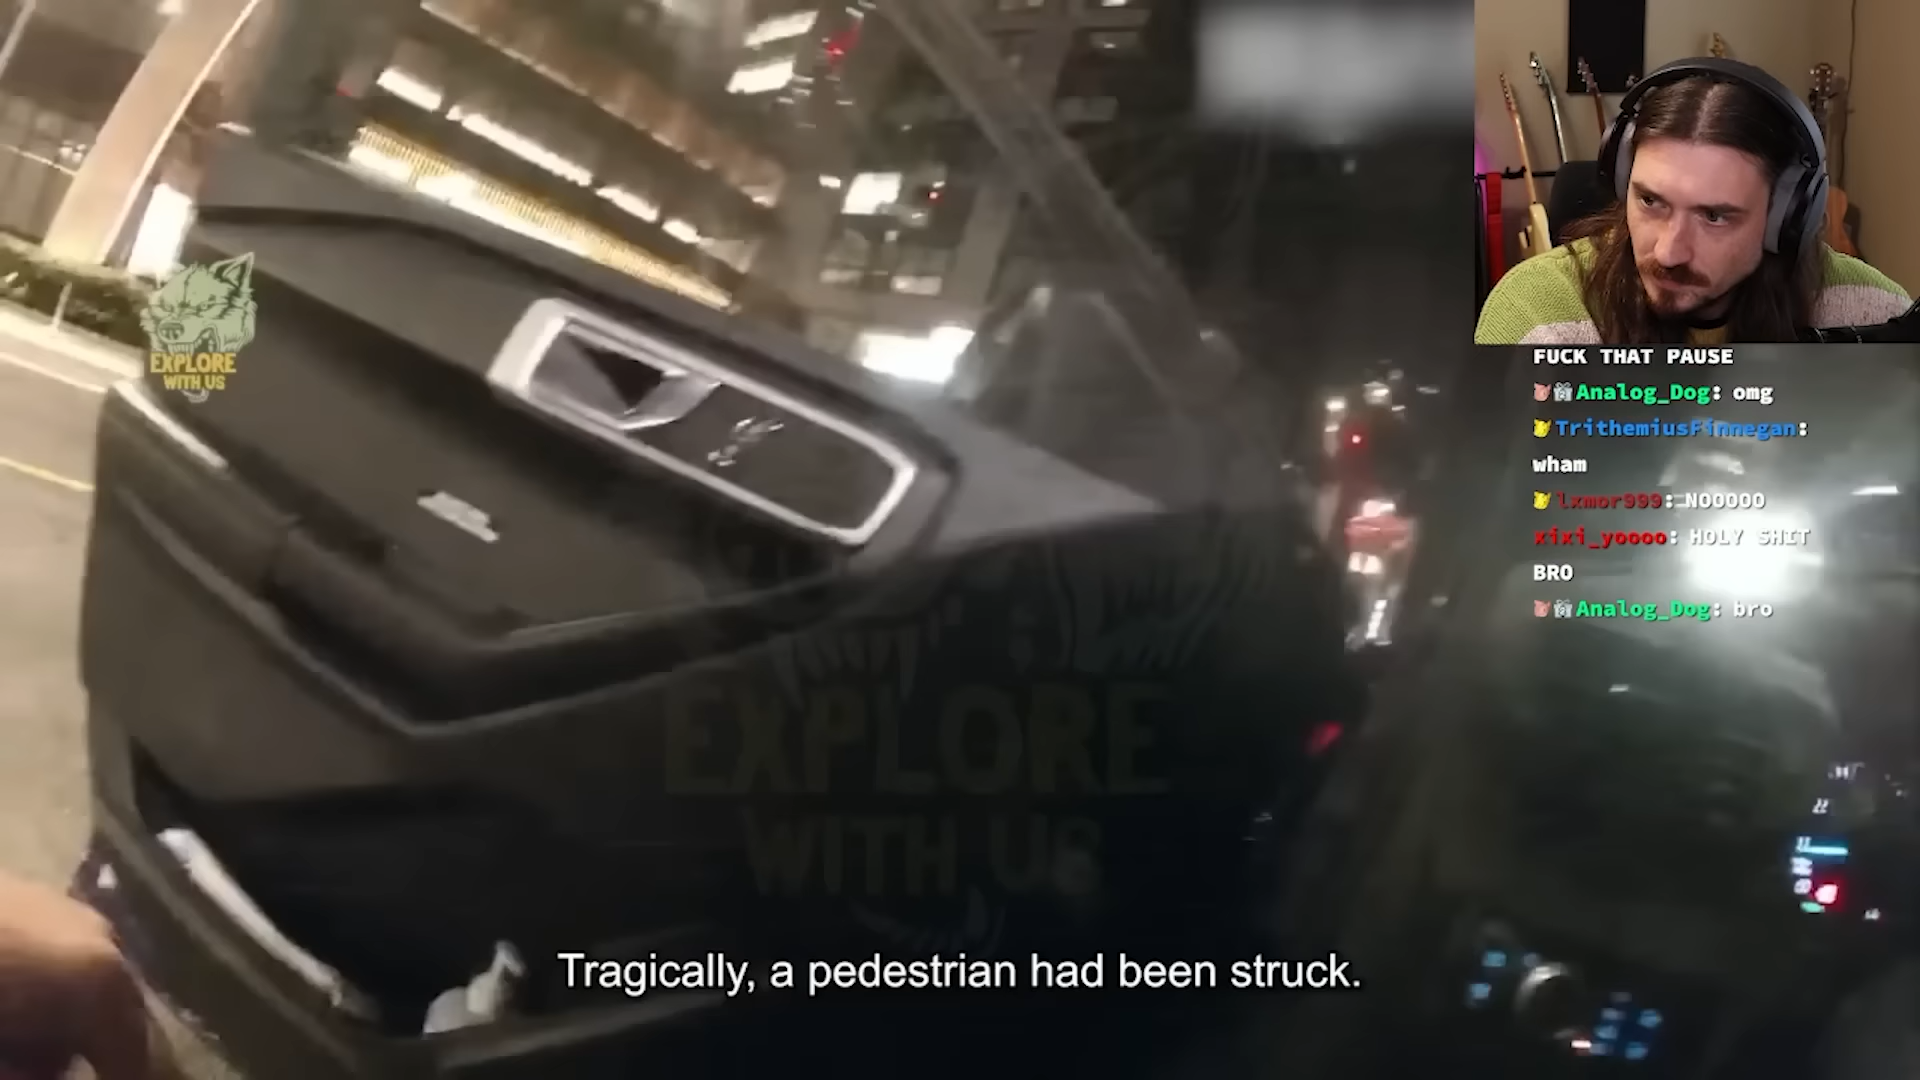 EXPLORE
WITH US
EXPLORE
WITH US
Tragically, a pedestrian had been struck.
FUCK THAT PAUSE
Analog_Dog: omg
TrithemiusFinnegan:
wham
lxmor999: NOOOOO
xixi_yoooo: HOLY SHIT
BRO
Analog_Dog: bro